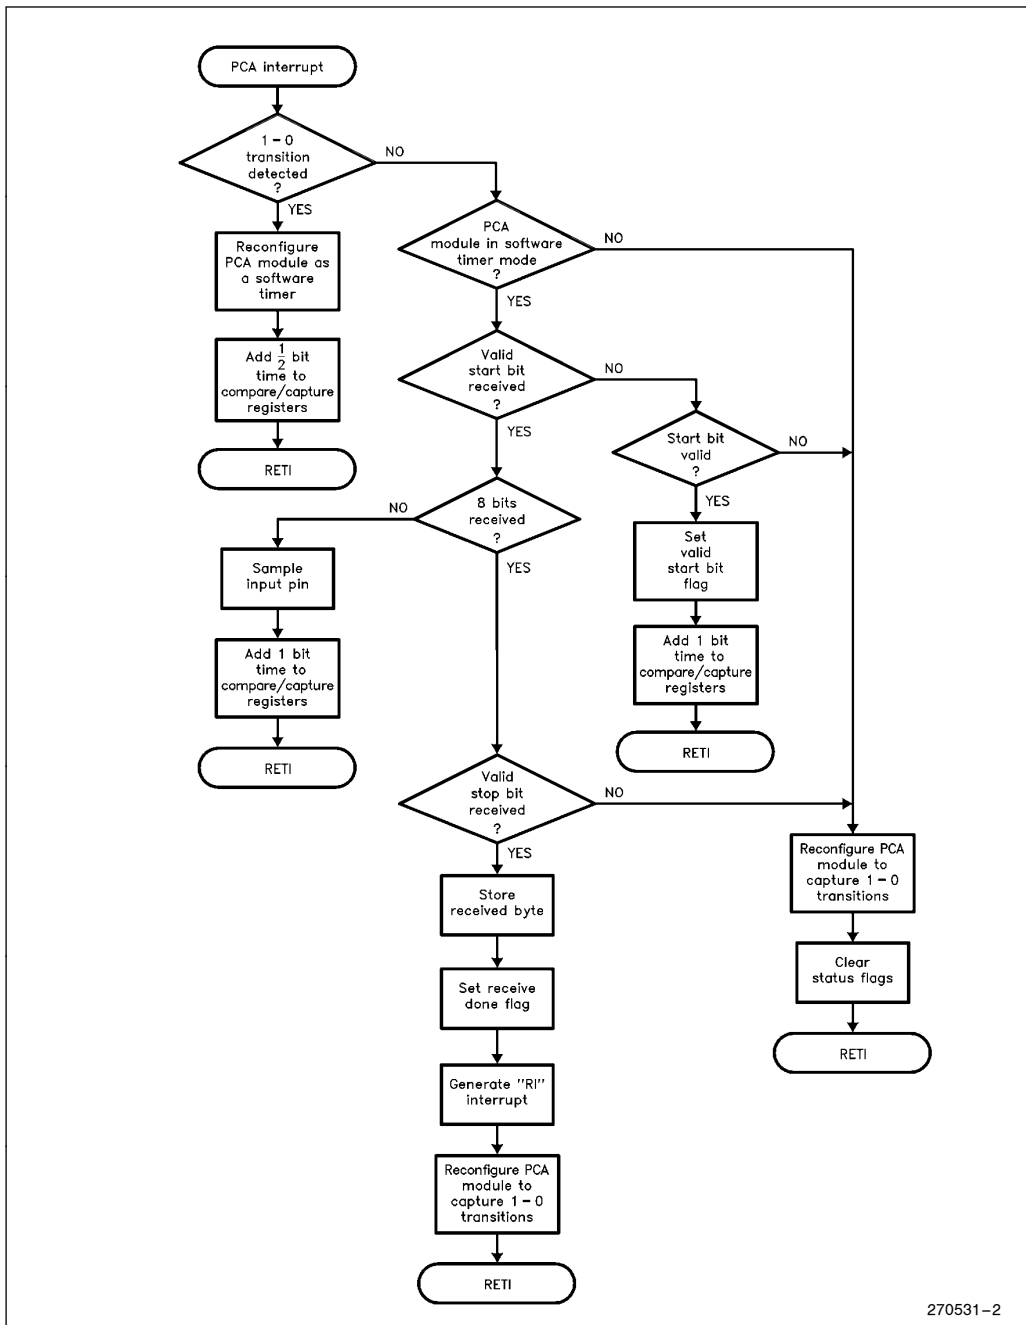 PCA interrupt
1 – 0
transition
detected
?
NO
YES
Reconfigure
PCA module as
a software
timer
Add 1/2 bit
time to
compare/capture
registers
RETI
PCA
module in software
timer mode
?
NO
YES
Valid
start bit
received
?
NO
YES
Start bit
valid
?
NO
YES
Set
valid
start bit
flag
Add 1 bit
time to
compare/capture
registers
RETI
8 bits
received
?
NO
YES
Sample
input pin
Add 1 bit
time to
compare/capture
registers
RETI
Valid
stop bit
received
?
NO
YES
Store
received byte
Set receive
done flag
Generate "RI"
interrupt
Reconfigure PCA
module to
capture 1 – 0
transitions
RETI
Reconfigure PCA
module to
capture 1 – 0
transitions
Clear
status flags
RETI
270531–2